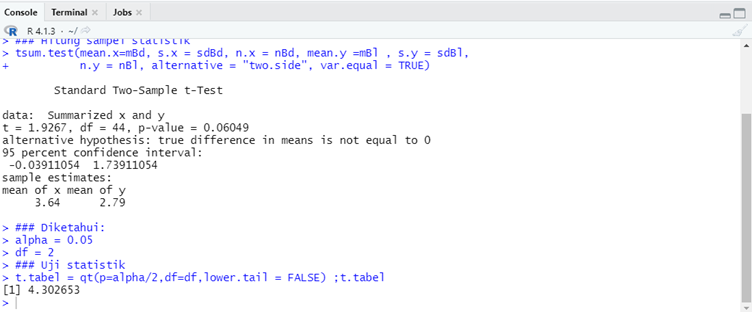 Console Terminal × Jobs ×
R 4.1.3 · ~/
> ### Hitung sampel statistik
> tsum.test(mean.x=mBd, s.x = sdBd, n.x = nBd, mean.y =mBl , s.y = sdBl,
+ n.y = nBl, alternative = "two.side", var.equal = TRUE)
Standard Two-Sample t-Test
data: Summarized x and y
t = 1.9267, df = 44, p-value = 0.06049
alternative hypothesis: true difference in means is not equal to 0
95 percent confidence interval:
-0.03911054 1.73911054
sample estimates:
mean of x mean of y
3.64 2.79
> ### Diketahui:
> alpha = 0.05
> df = 2
> ### Uji statistik
> t.tabel = qt(p=alpha/2,df=df,lower.tail = FALSE) ;t.tabel
[1] 4.302653
>